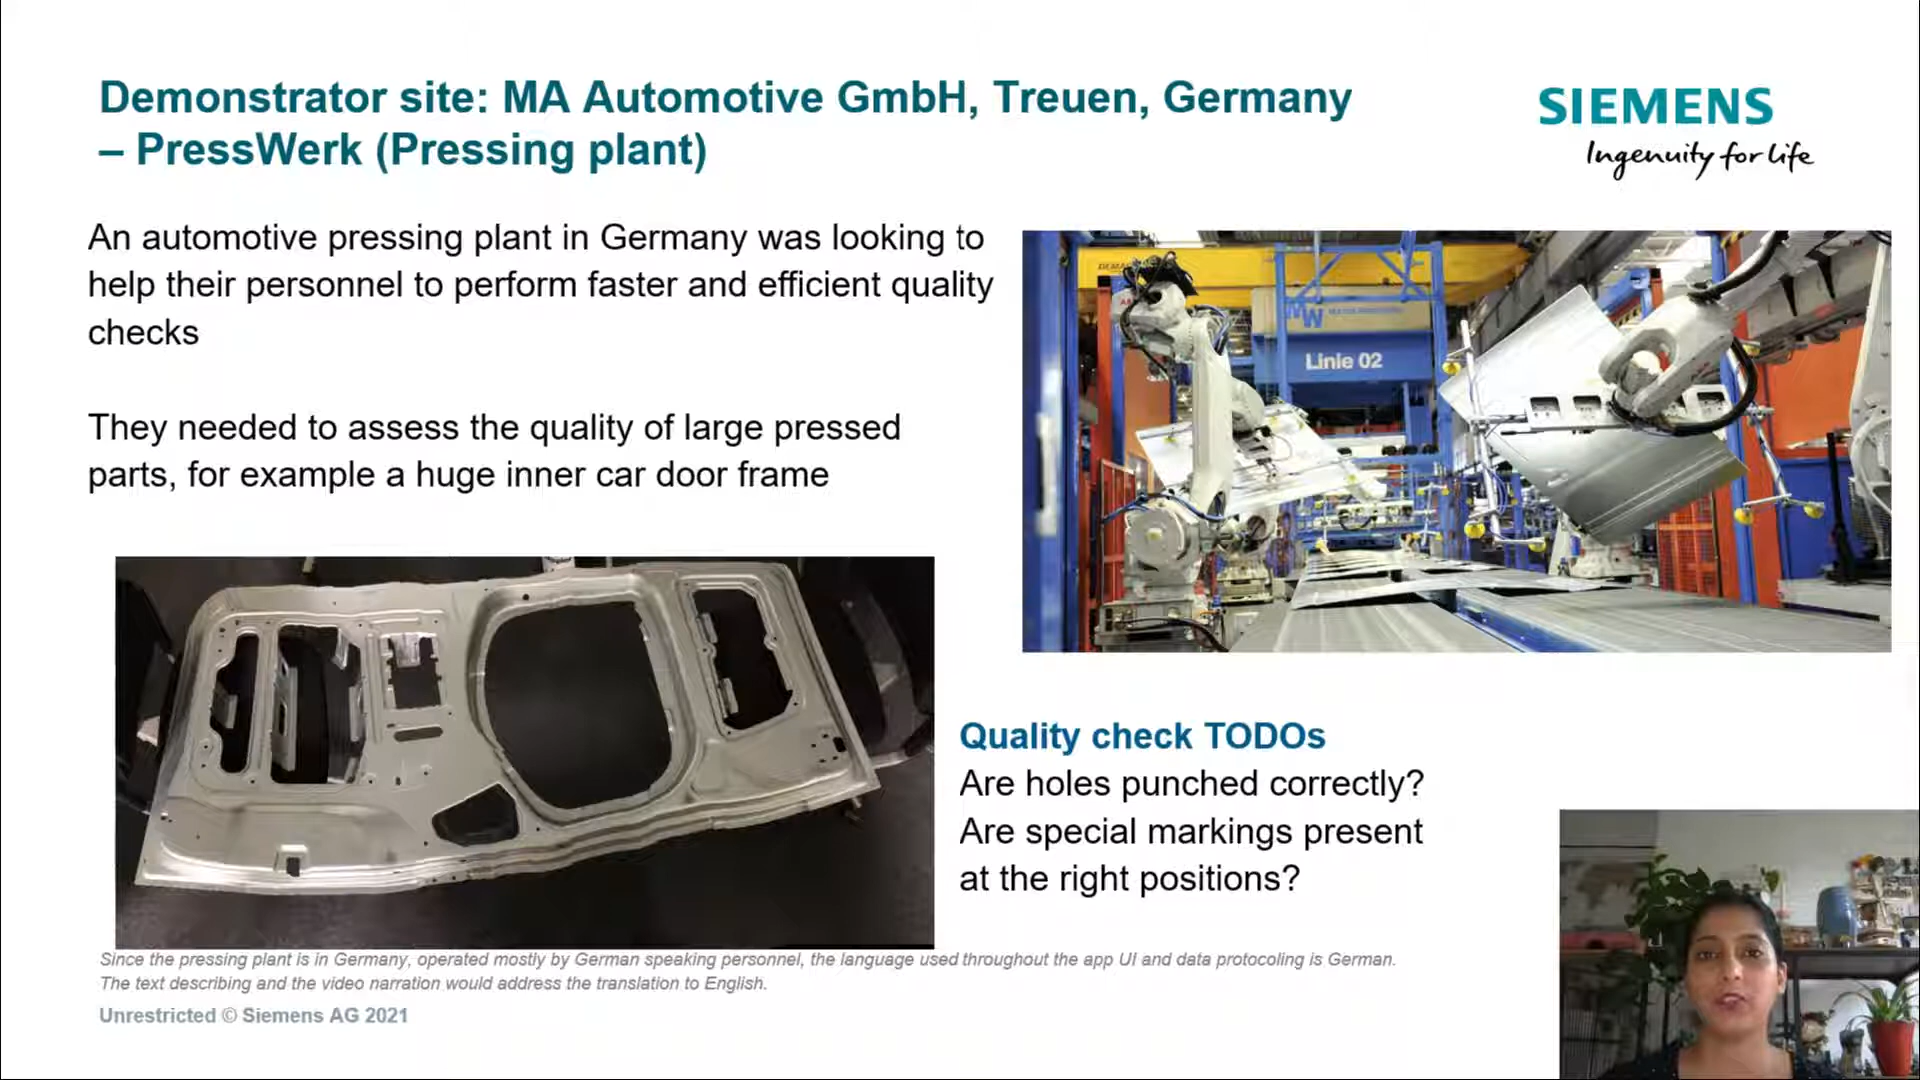 Demonstrator site: MA Automotive GmbH, Treuen, Germany
– PressWerk (Pressing plant)
SIEMENS
Ingenuity for life
An automotive pressing plant in Germany was looking to
help their personnel to perform faster and efficient quality
checks
They needed to assess the quality of large pressed
parts, for example a huge inner car door frame
MW
Linie 02
Quality check TODOs
Are holes punched correctly?
Are special markings present
at the right positions?
Since the pressing plant is in Germany, operated mostly by German speaking personnel, the language used throughout the app UI and data protocoling is German.
The text describing and the video narration would address the translation to English.
Unrestricted © Siemens AG 2021